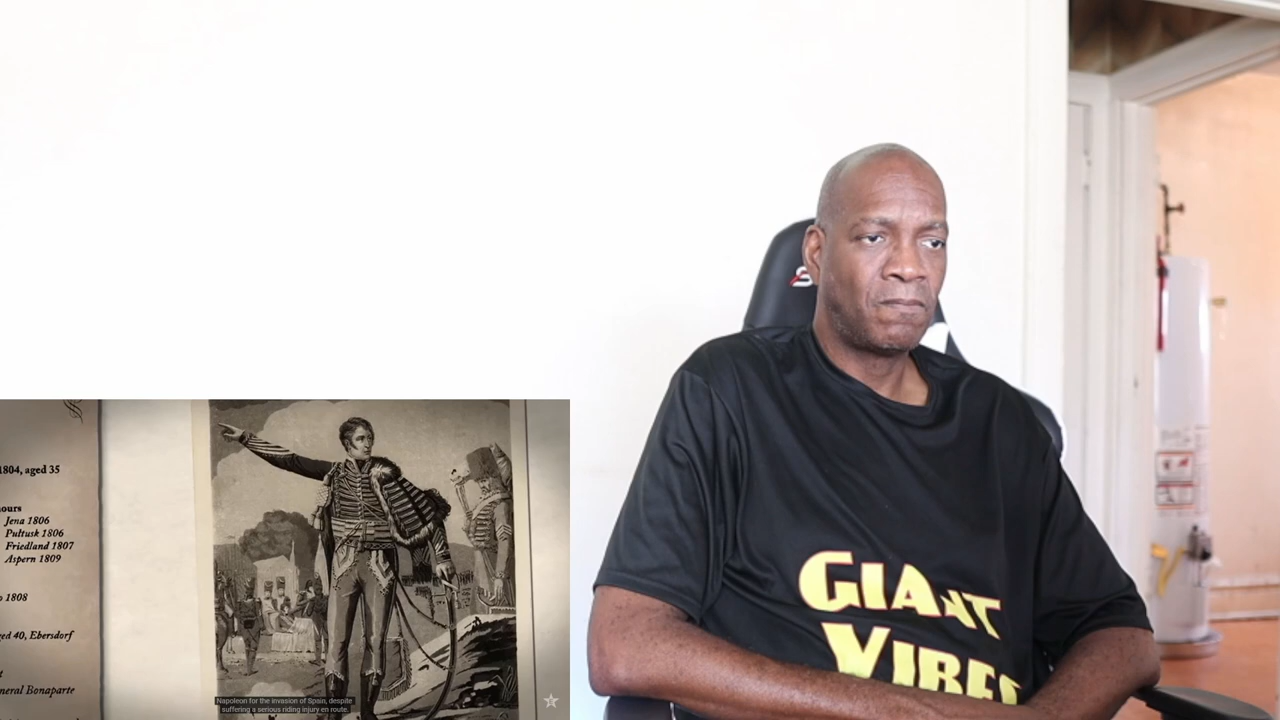 1804, aged 35
ours
Jena 1806
Pultusk 1806
Friedland 1807
Aspern 1809
1808
ed 40, Ebersdorf
neral Bonaparte
Napoleon for the invasion of Spain, despite
suffering a serious riding injury en route.
GIANT
VIBES